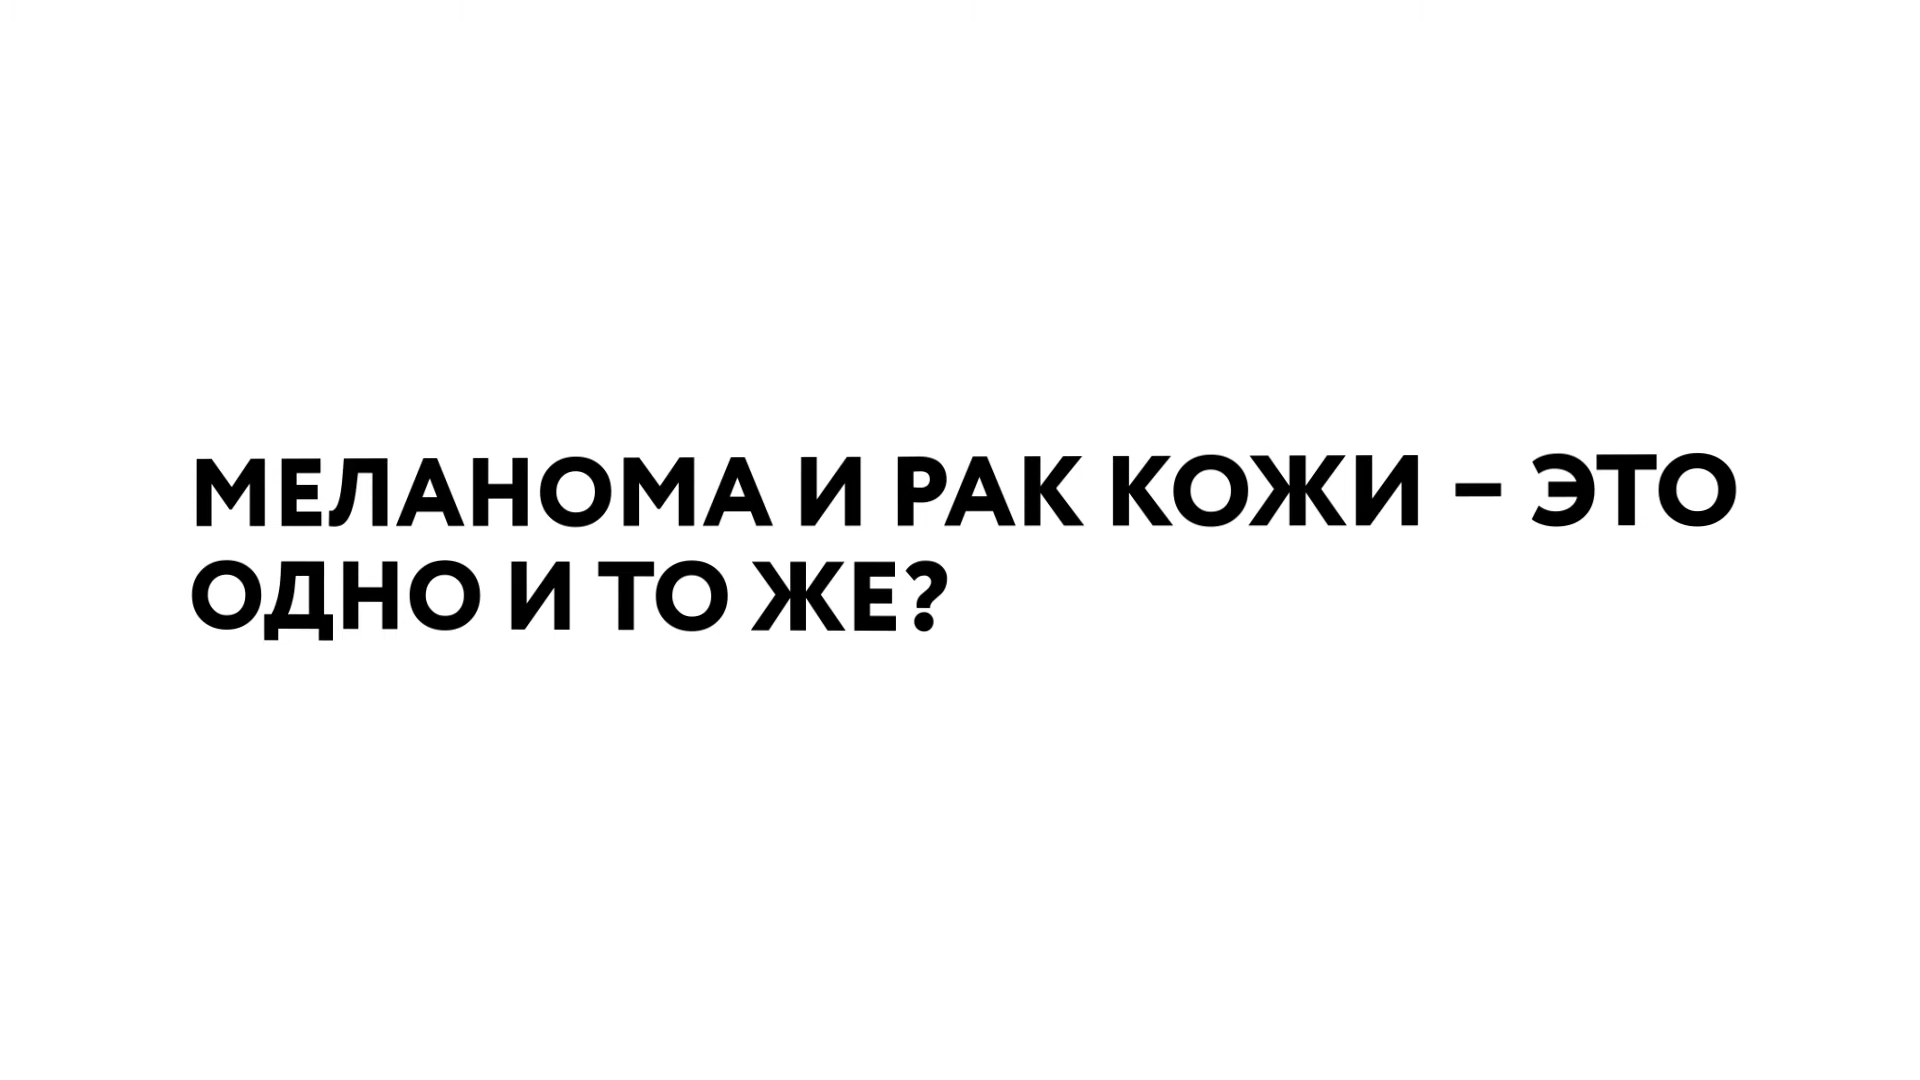 МЕЛАНОМА И РАК КОЖИ – ЭТО
ОДНО И ТО ЖЕ?